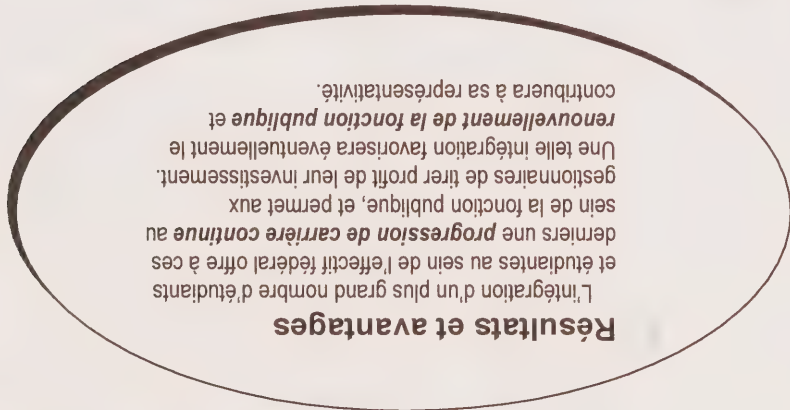 Résultats et avantages
L'intégration d'un plus grand nombre d'étudiants
et étudiantes au sein de l'effectif fédéral offre à ces
derniers une progression de carrière continue au
sein de la fonction publique, et permet aux
gestionnaires de tirer profit de leur investissement.
Une telle intégration favorisera éventuellement le
renouvellement de la fonction publique et
contribuera à sa représentativité.